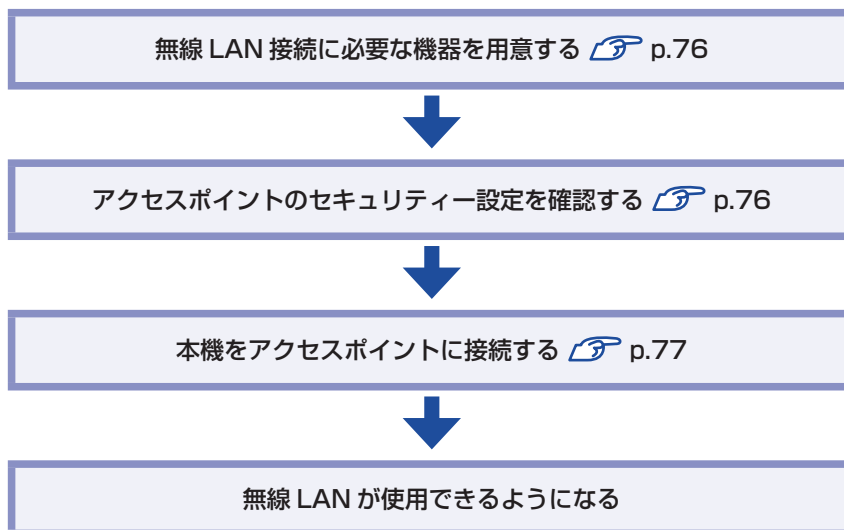 無線 LAN 接続に必要な機器を用意する p.76
アクセスポイントのセキュリティー設定を確認する p.76
本機をアクセスポイントに接続する p.77
無線 LAN が使用できるようになる